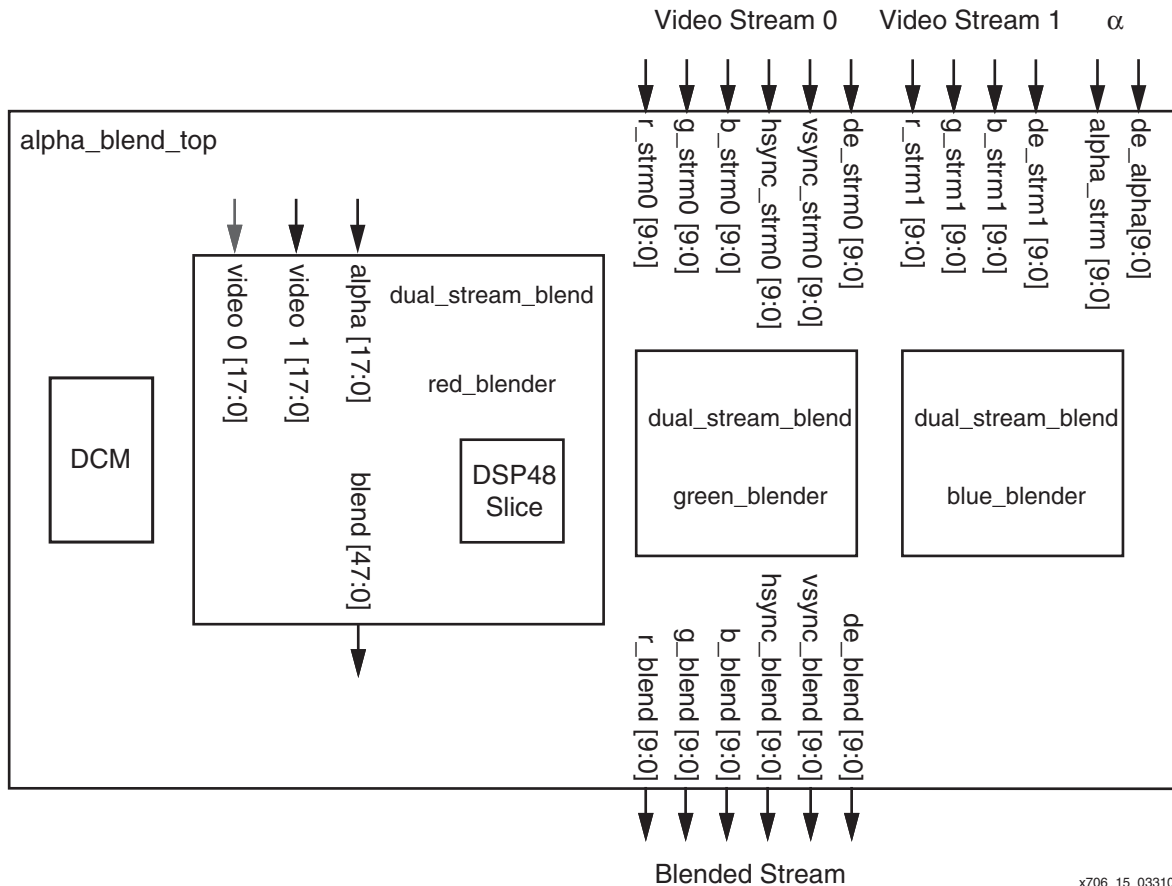 Video Stream 0
Video Stream 1
α
alpha_blend_top
r_strm0 [9:0]
g_strm0 [9:0]
b_strm0 [9:0]
hsync_strm0 [9:0]
vsync_strm0 [9:0]
de_strm0 [9:0]
r_strm1 [9:0]
g_strm1 [9:0]
b_strm1 [9:0]
de_strm1 [9:0]
alpha_strm [9:0]
de_alpha[9:0]
video 0 [17:0]
video 1 [17:0]
alpha [17:0]
dual_stream_blend
red_blender
DCM
blend [47:0]
DSP48
Slice
dual_stream_blend
green_blender
dual_stream_blend
blue_blender
r_blend [9:0]
g_blend [9:0]
b_blend [9:0]
hsync_blend [9:0]
vsync_blend [9:0]
de_blend [9:0]
Blended Stream
x706_15_03310